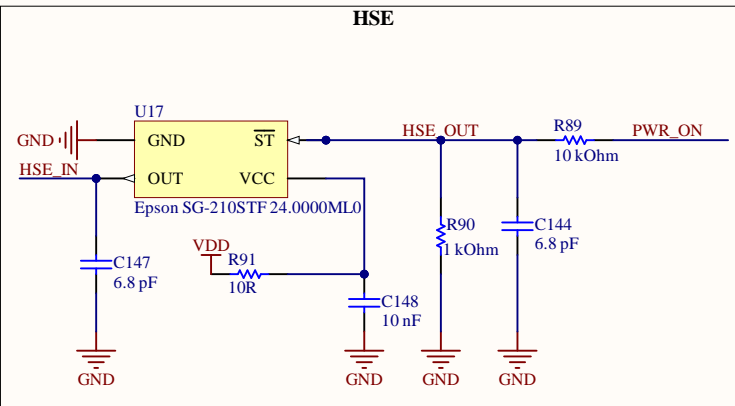 HSE
U17
GND
GND
ST
HSE_OUT
R89
PWR_ON
10 kOhm
HSE_IN
OUT
VCC
Epson SG-210STF 24.0000ML0
R90
1 kOhm
C144
6.8 pF
VDD
R91
10R
C147
6.8 pF
C148
10 nF
GND
GND
GND
GND